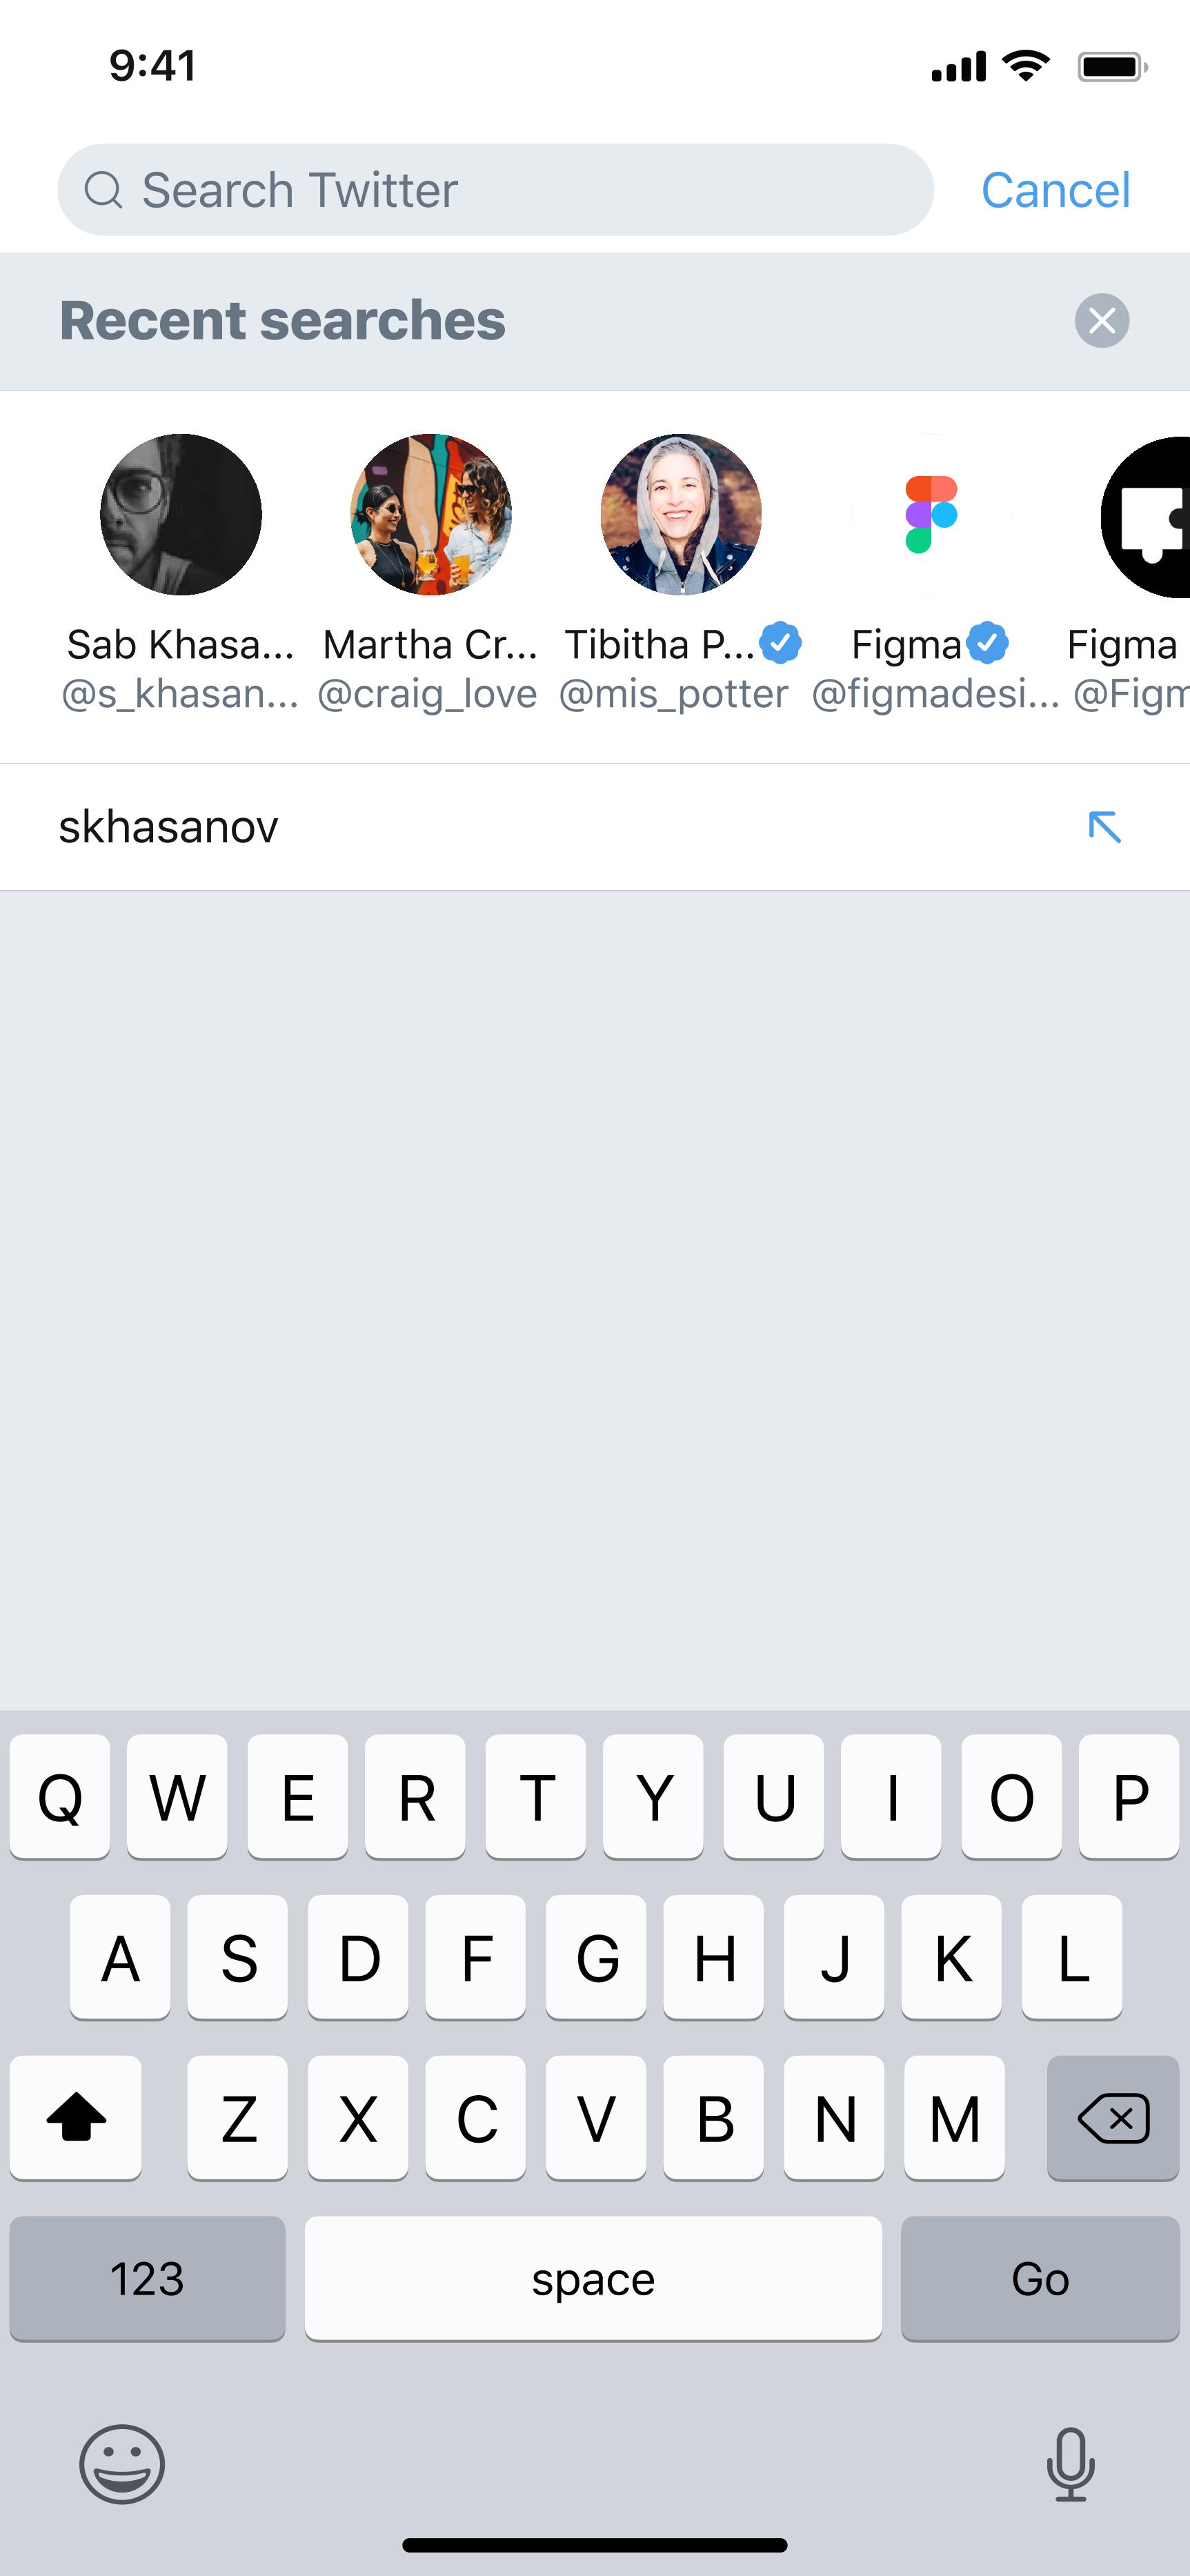 9:41
Search Twitter
Cancel
Recent searches
Sab Khasa...
Martha Cr...
Tibitha P...
Figma
Figma
@s_khasan...
@craig_love
@mis_potter
@figmadesi...
@Figm
skhasanov
Q W E R T Y U I O P
A S D F G H J K L
Z X C V B N M
123
space
Go